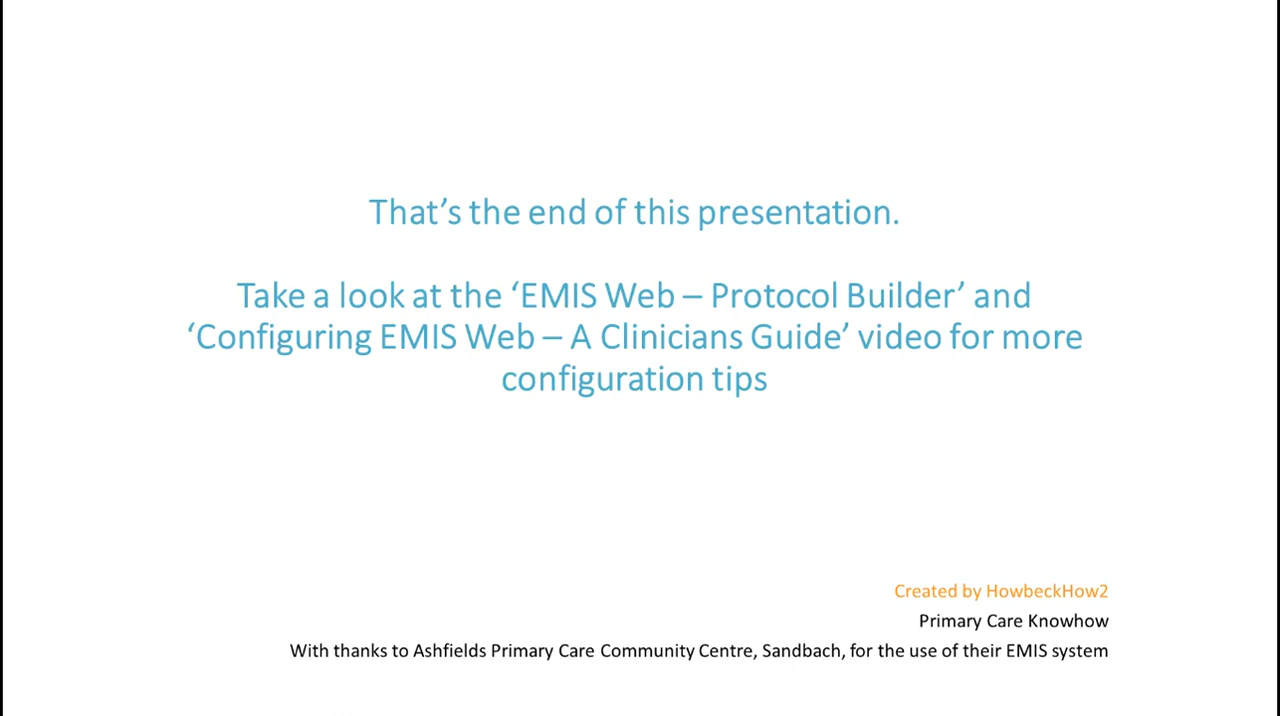 That’s the end of this presentation.
Take a look at the ‘EMIS Web – Protocol Builder’ and
‘Configuring EMIS Web – A Clinicians Guide’ video for more
configuration tips
Created by HowbeckHow2
Primary Care Knowhow
With thanks to Ashfields Primary Care Community Centre, Sandbach, for the use of their EMIS system